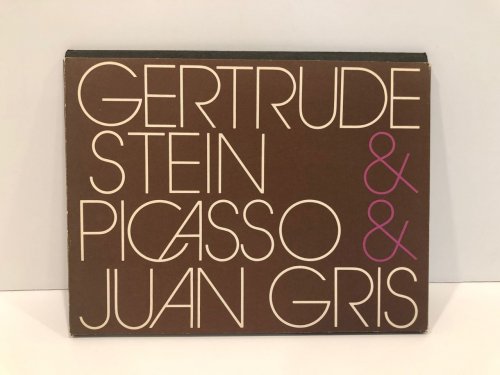 GERTRUDE
STEIN &
PICASSO &
JUAN GRIS